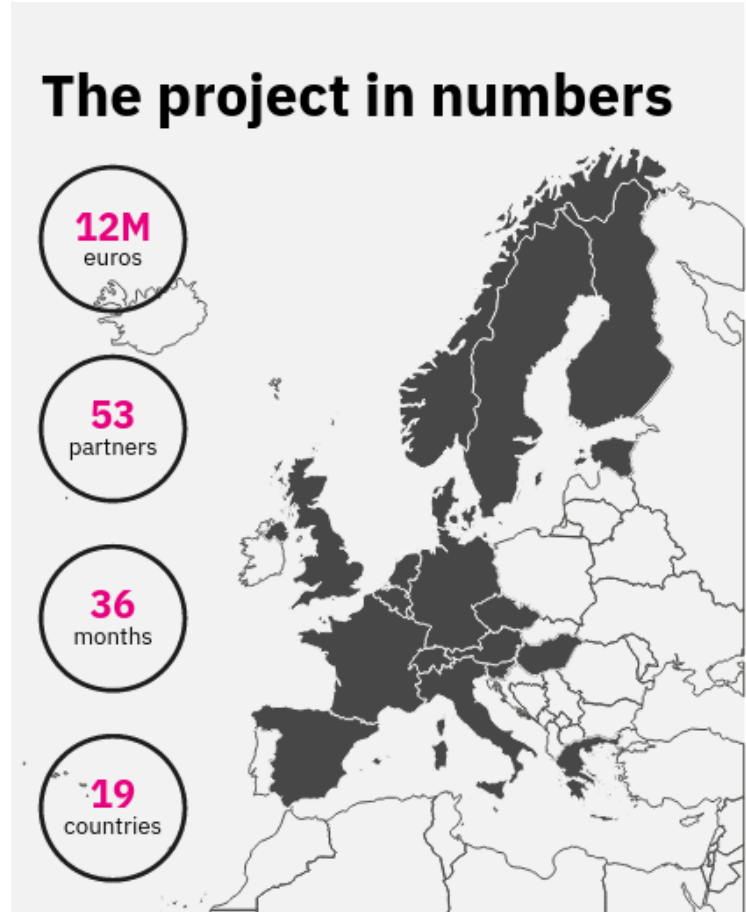 The project in numbers
12M
euros
53
partners
36
months
19
countries